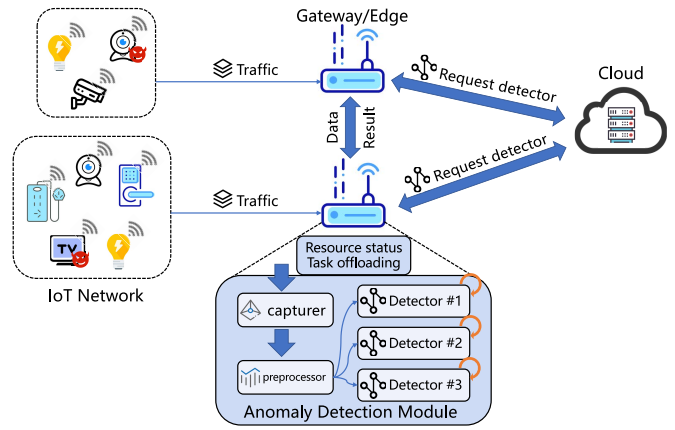 Gateway/Edge
Traffic
Request detector
Cloud
Data
Result
Request detector
Traffic
TV
IoT Network
Resource status
Task offloading
capturer
preprocessor
Detector #1
Detector #2
Detector #3
Anomaly Detection Module